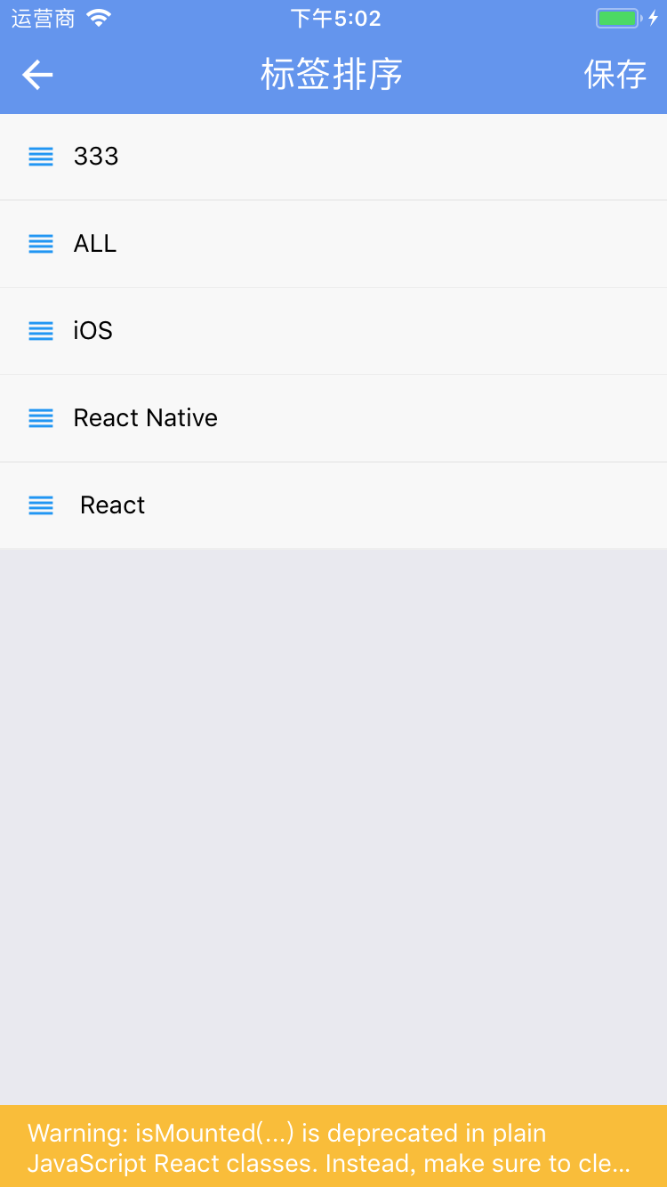 运营商 下午5:02
标签排序 保存
333
ALL
iOS
React Native
React
Warning: isMounted(...) is deprecated in plain
JavaScript React classes. Instead, make sure to cle...